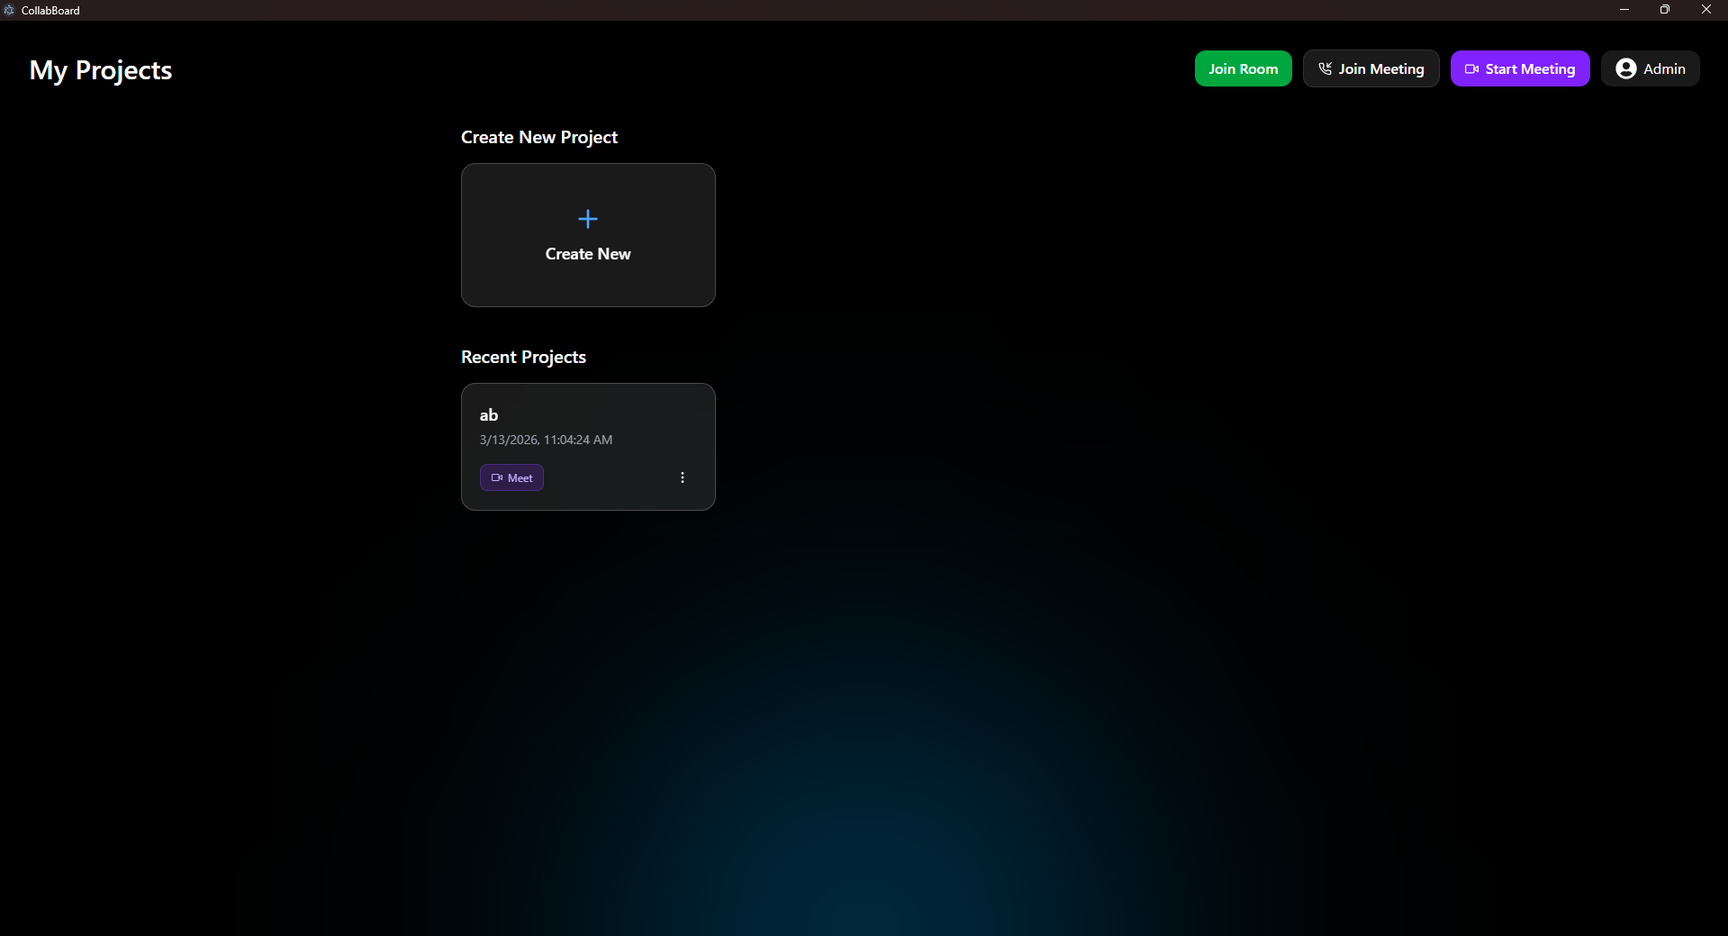 CollabBoard
My Projects
Join Room
Join Meeting
Start Meeting
Admin
Create New Project
Create New
Recent Projects
ab
3/13/2026, 11:04:24 AM
Meet